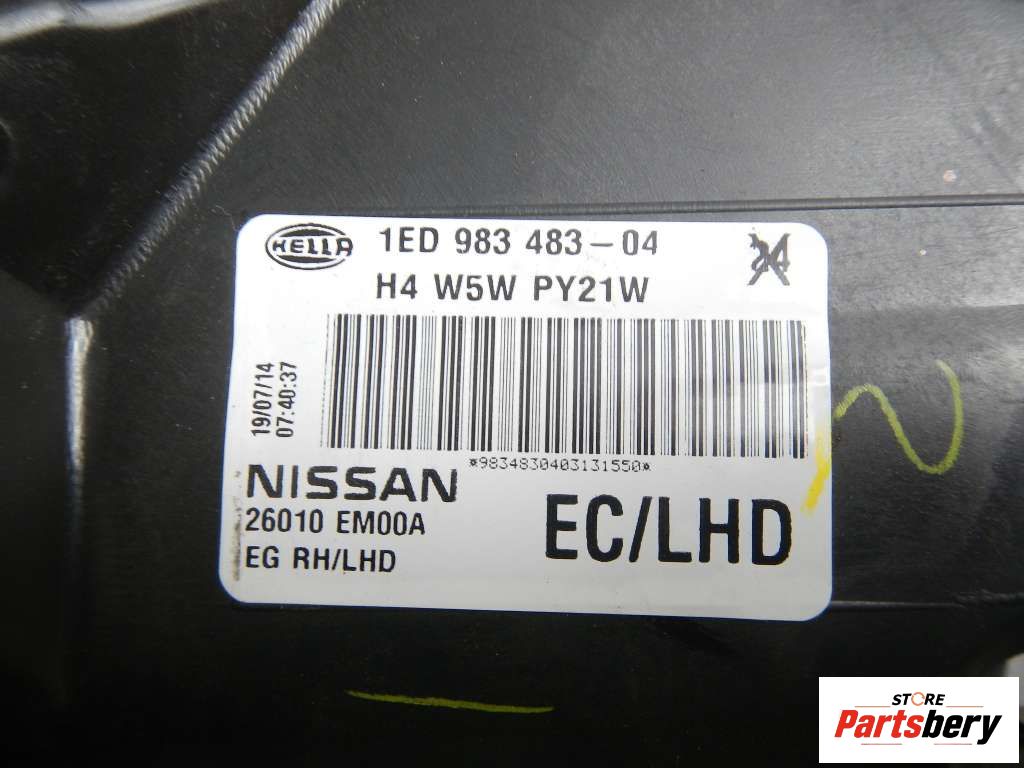 HELLA 1ED 983 483-04
H4 W5W PY21W
19/07/14
07:40:37
*9834830403131550*
NISSAN
26010 EM00A
EG RH/LHD
EC/LHD
STORE
Partsbery